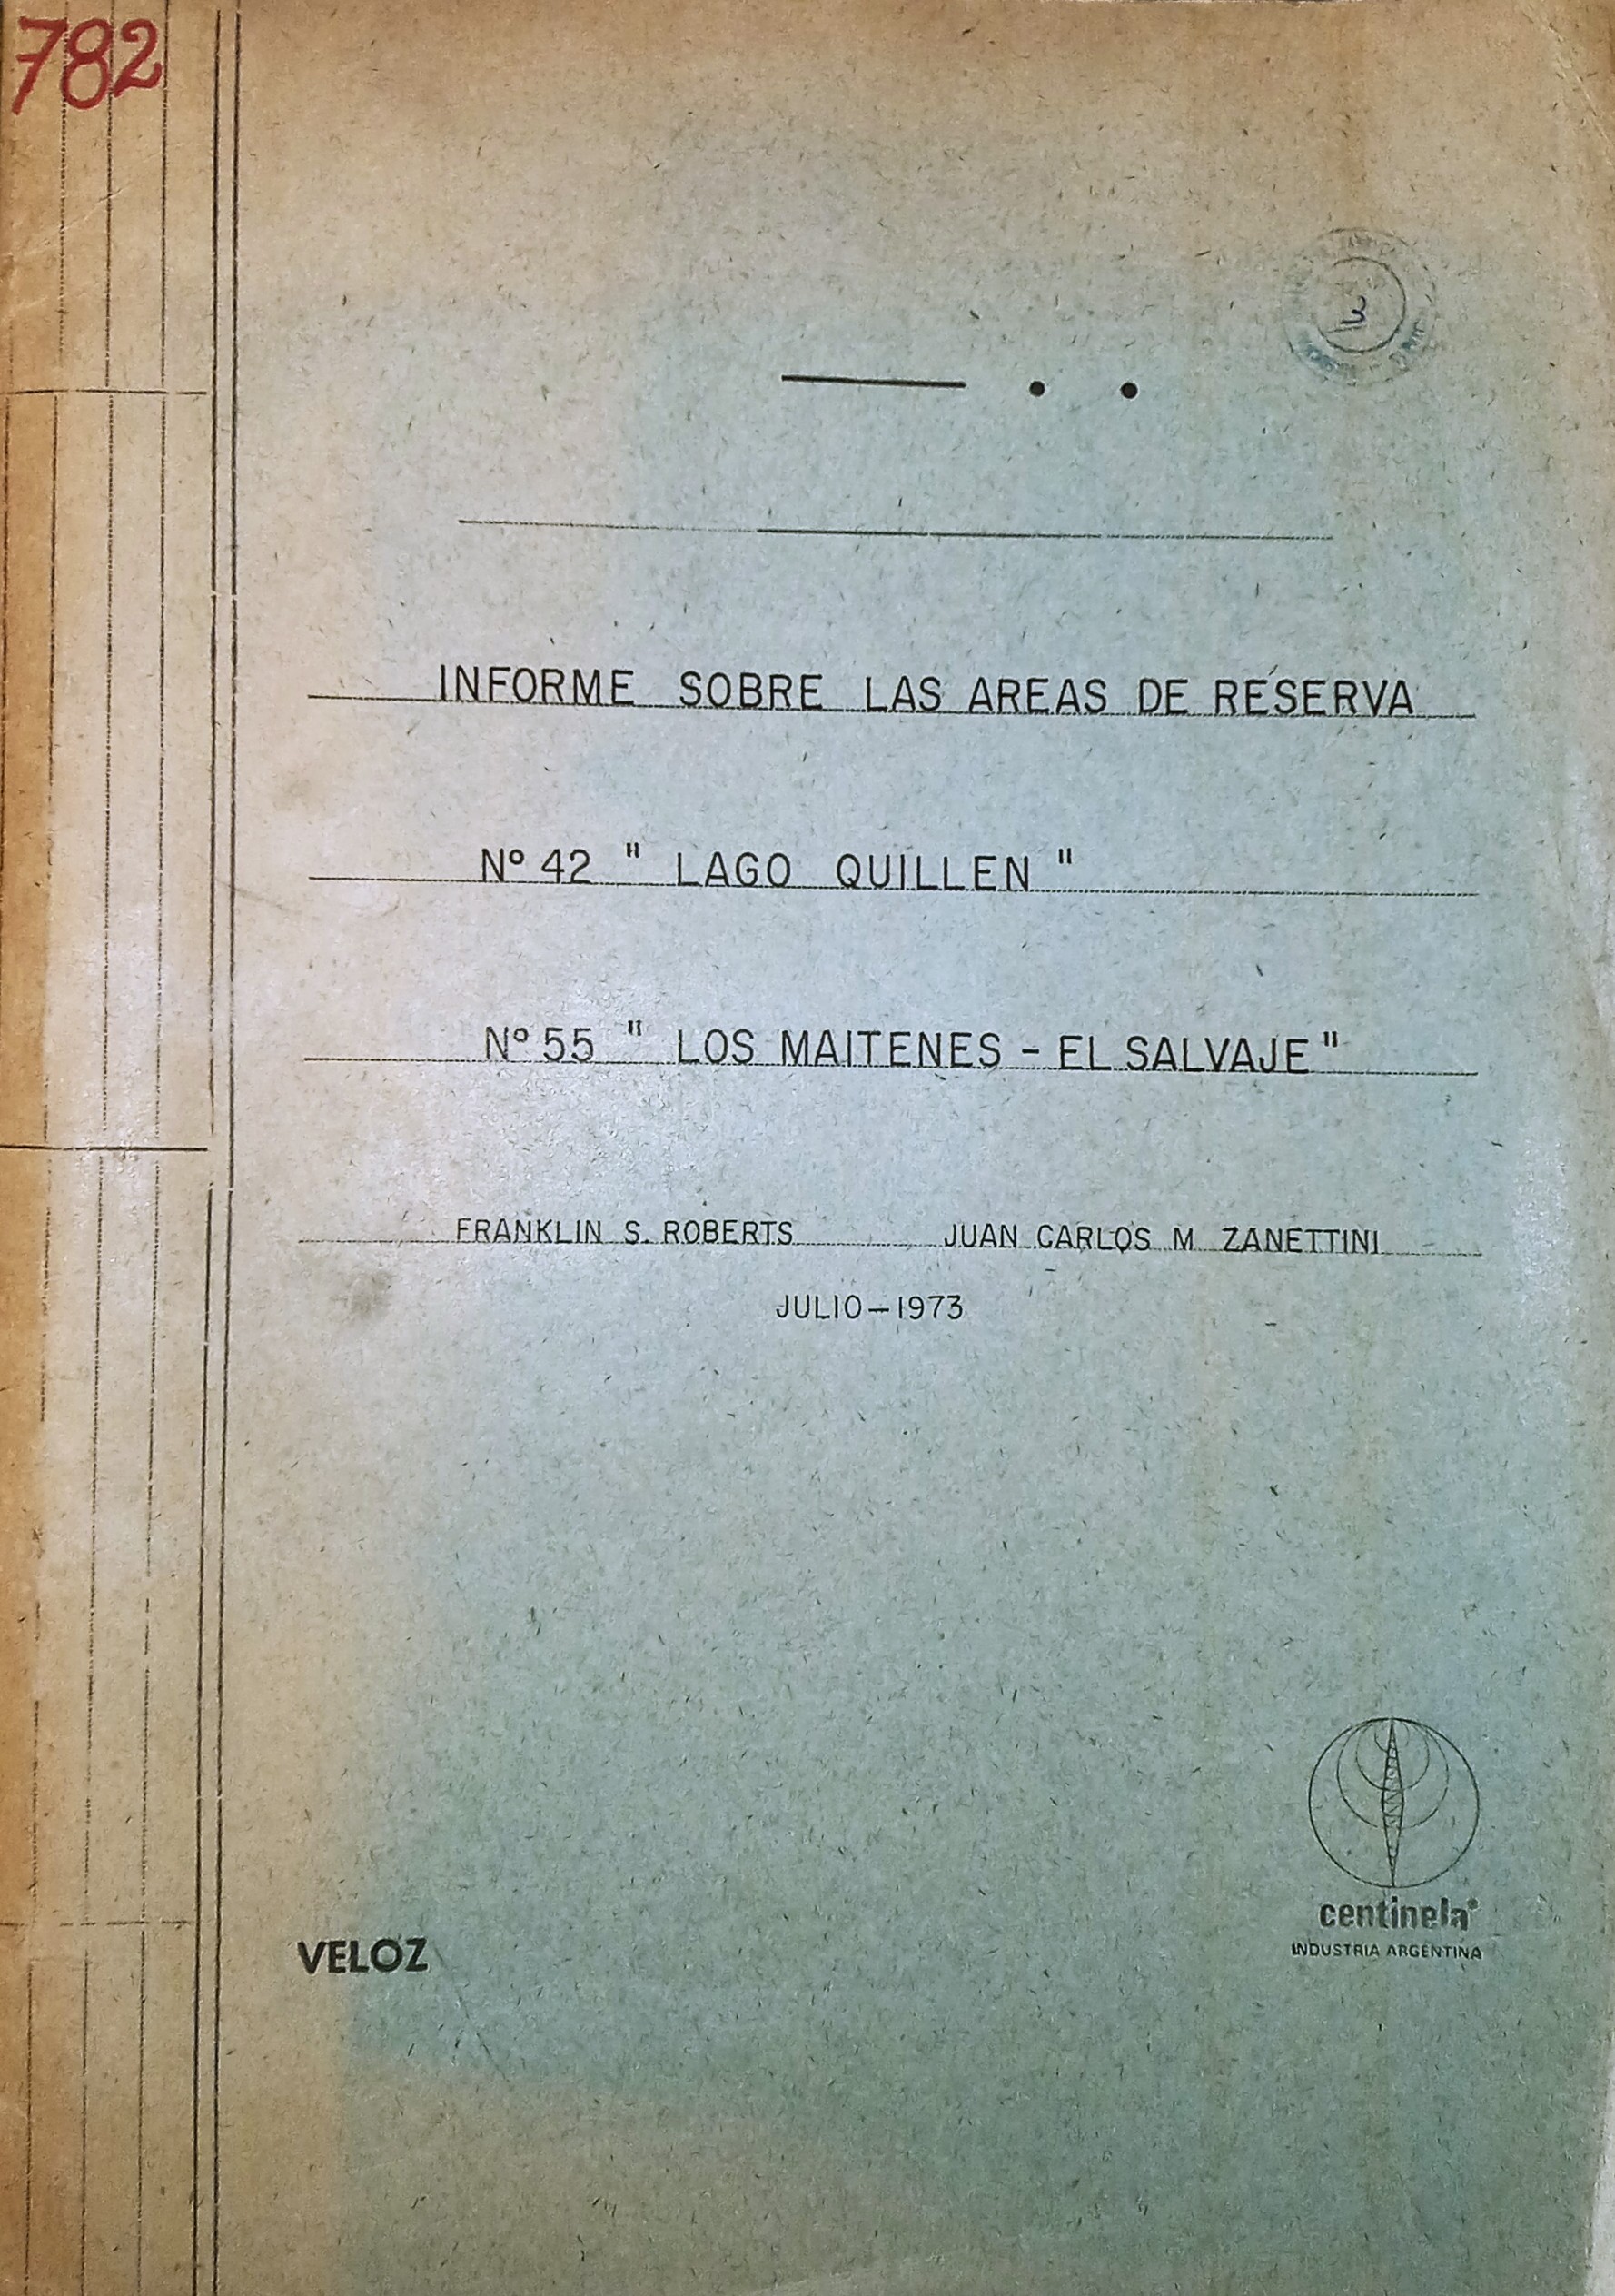 782
INFORME SOBRE LAS AREAS DE RESERVA
Nº 42 " LAGO QUILLEN "
Nº 55 " LOS MAITENES - EL SALVAJE "
FRANKLIN S. ROBERTS JUAN CARLOS M ZANETTINI
JULIO-1973
centinela
INDUSTRIA ARGENTINA
VELOZ